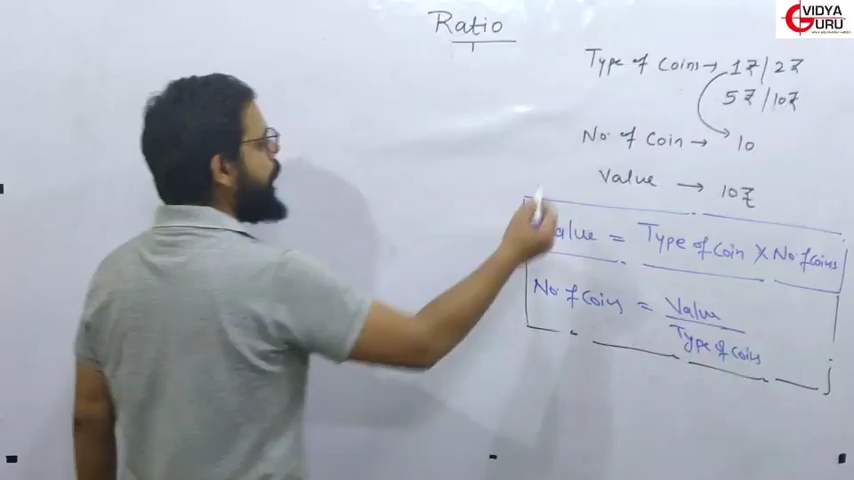 Ratio
VIDYA
GURU
Type of Coins → 1₹/2₹
5₹/10₹
No. of Coin → 10
Value → 10₹
Value = Type of Coin X No of Coins
No. of Coins = Value
Type of Coins